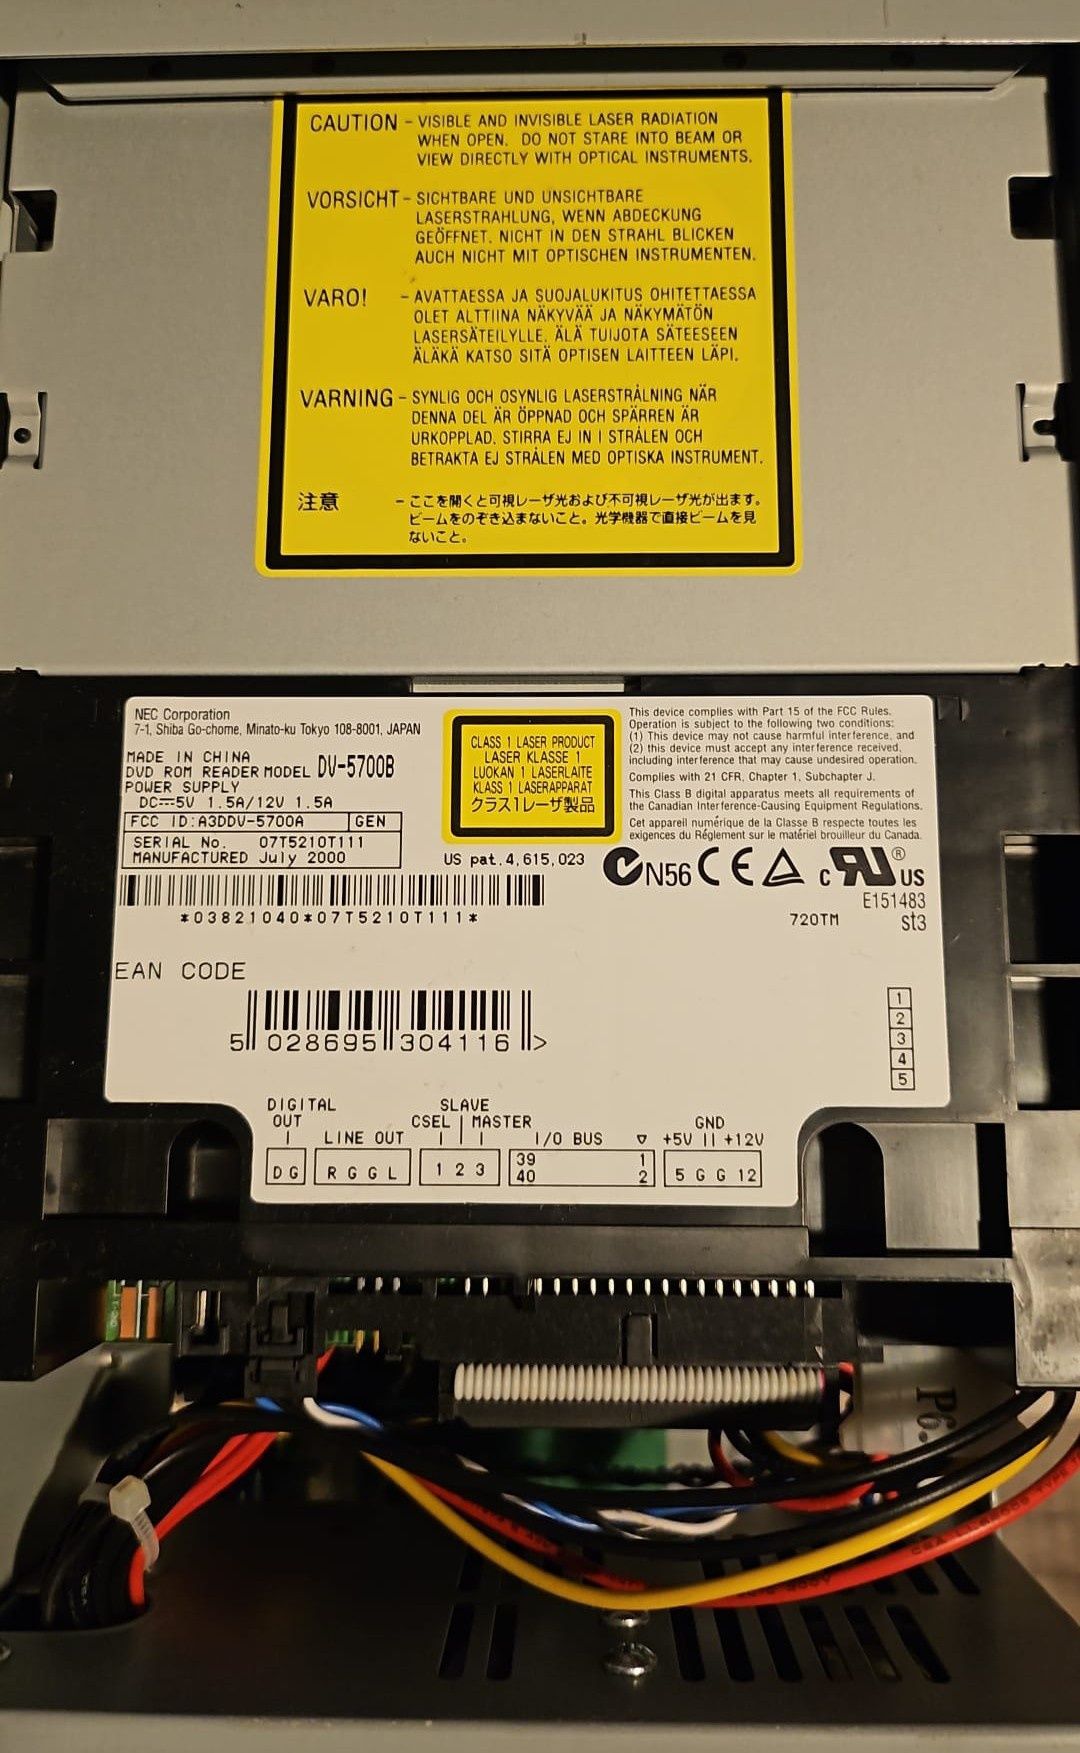 CAUTION - VISIBLE AND INVISIBLE LASER RADIATION
WHEN OPEN. DO NOT STARE INTO BEAM OR
VIEW DIRECTLY WITH OPTICAL INSTRUMENTS.
VORSICHT - SICHTBARE UND UNSICHTBARE
LASERSTRAHLUNG, WENN ABDECKUNG
GEÖFFNET. NICHT IN DEN STRAHL BLICKEN
AUCH NICHT MIT OPTISCHEN INSTRUMENTEN.
VARO! - AVATTAESSA JA SUOJALUKITUS OHITETTAESSA
OLET ALTTIINA NÄKYVÄÄ JA NÄKYMÄTÖN
LASERSÄTEILYLLE. ÄLÄ TUIJOTA SÄTEESEEN
ÄLÄKÄ KATSO SITÄ OPTISEN LAITTEEN LÄPI.
VARNING - SYNLIG OCH OSYNLIG LASERSTRÅLNING NÄR
DENNA DEL ÄR ÖPPNAD OCH SPÄRREN ÄR
URKOPPLAD. STIRRA EJ IN I STRÅLEN OCH
BETRAKTA EJ STRÅLEN MED OPTISKA INSTRUMENT.
注意 - ここを開くと可視レーザ光および不可視レーザ光が出ます。
ビームをのぞき込まないこと。光学機器で直接ビームを見
ないこと。
NEC Corporation
7-1, Shiba Go-chome, Minato-ku Tokyo 108-8001, JAPAN
MADE IN CHINA
DVD ROM READER MODEL DV-5700B
POWER SUPPLY
DC⎓5V 1.5A/12V 1.5A
FCC ID:A3DDV-5700A GEN
SERIAL No. 07T5210T111
MANUFACTURED July 2000
*03821040*07T5210T111*
CLASS 1 LASER PRODUCT
LASER KLASSE 1
LUOKAN 1 LASERLAITE
KLASS 1 LASERAPPARAT
クラス1レーザ製品
US pat.4,615,023
This device complies with Part 15 of the FCC Rules.
Operation is subject to the following two conditions:
(1) This device may not cause harmful interference, and
(2) this device must accept any interference received,
including interference that may cause undesired operation.
Complies with 21 CFR, Chapter 1, Subchapter J.
This Class B digital apparatus meets all requirements of
the Canadian Interference-Causing Equipment Regulations.
Cet appareil numérique de la Classe B respecte toutes les
exigences du Règlement sur le matériel brouilleur du Canada.
N56 CE c RU ® US
E151483
720TM st3
EAN CODE
5 028695 304116 >
1
2
3
4
5
DIGITAL OUT
LINE OUT
SLAVE
CSEL MASTER
I/O BUS
GND
+5V +12V
D G
R G G L
1 2 3
39 1
40 2
5 G G 12